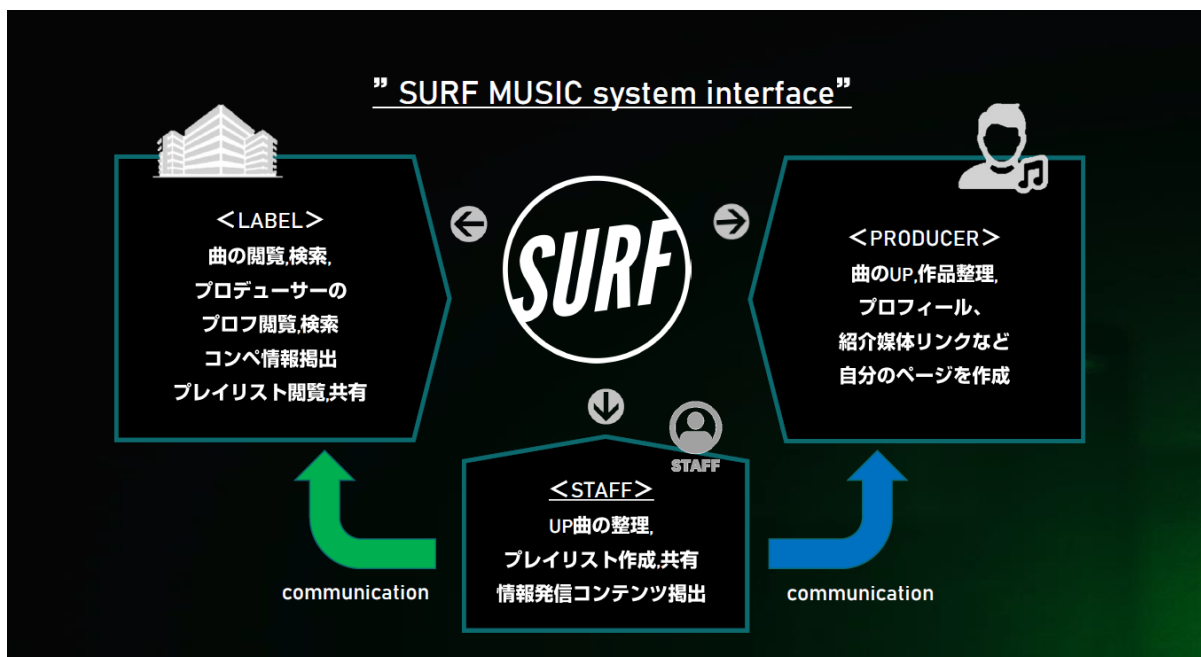 ” SURF MUSIC system interface”
＜LABEL＞
曲の閲覧,検索,
プロデューサーの
プロフ閲覧,検索
コンペ情報掲出
プレイリスト閲覧,共有
SURF
＜PRODUCER＞
曲のUP,作品整理,
プロフィール、
紹介媒体リンクなど
自分のページを作成
STAFF
＜STAFF＞
UP曲の整理,
プレイリスト作成,共有
情報発信コンテンツ掲出
communication
communication